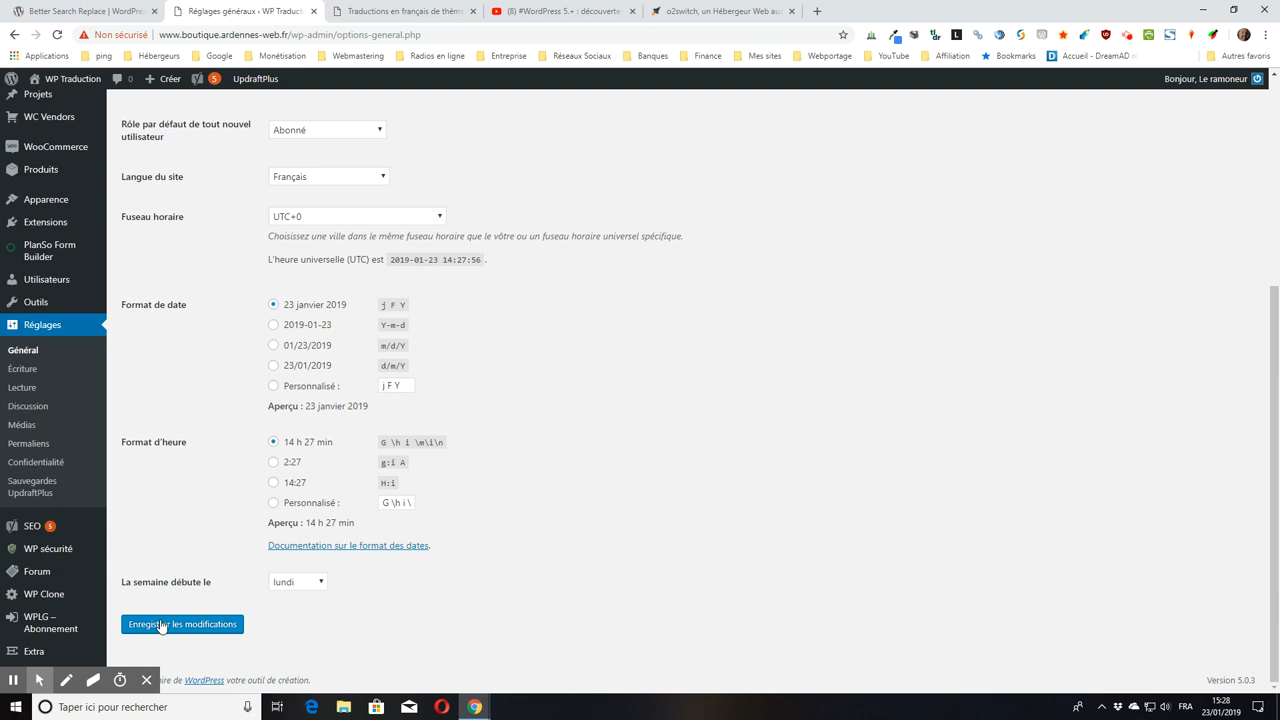 Better Search Replace | WordPres
Réglages généraux ‹ WP Traducti
Traductions en français de thème
(8) #WordPress 5.+ : découverte
o2switch, un Hébergeur Web aux
Non sécurisé
www.boutique.ardennes-web.fr/wp-admin/options-general.php
Applications
ping
Hébergeurs
Google
Monétisation
Webmastering
Radios en ligne
Entreprise
Réseaux Sociaux
Banques
Finance
Mes sites
Webportage
YouTube
Affiliation
Bookmarks
Accueil - DreamAD
Autres favoris
WP Traduction
0
Créer
5
UpdraftPlus
Bonjour, Le ramoneur
Projets
WC Vendors
WooCommerce
Produits
Apparence
Extensions
PlanSo Form
Builder
Utilisateurs
Outils
Réglages
Général
Écriture
Lecture
Discussion
Médias
Permaliens
Confidentialité
Sauvegardes
UpdraftPlus
SEO 5
WP sécurité
Forum
WP Clone
WPLG –
Abonnement
Extra
Rôle par défaut de tout nouvel
utilisateur
Abonné
Langue du site
Français
Fuseau horaire
UTC+0
Choisissez une ville dans le même fuseau horaire que le vôtre ou un fuseau horaire universel spécifique.
L'heure universelle (UTC) est 2019-01-23 14:27:56 .
Format de date
23 janvier 2019 j F Y
2019-01-23 Y-m-d
01/23/2019 m/d/Y
23/01/2019 d/m/Y
Personnalisé : j F Y
Aperçu : 23 janvier 2019
Format d'heure
14 h 27 min G \h i \m\i\n
2:27 g:i A
14:27 H:i
Personnalisé : G \h i \
Aperçu : 14 h 27 min
Documentation sur le format des dates.
La semaine débute le
lundi
Enregistrer les modifications
WordPress votre outil de création.
Version 5.0.3
Taper ici pour rechercher
FRA
15:28
23/01/2019